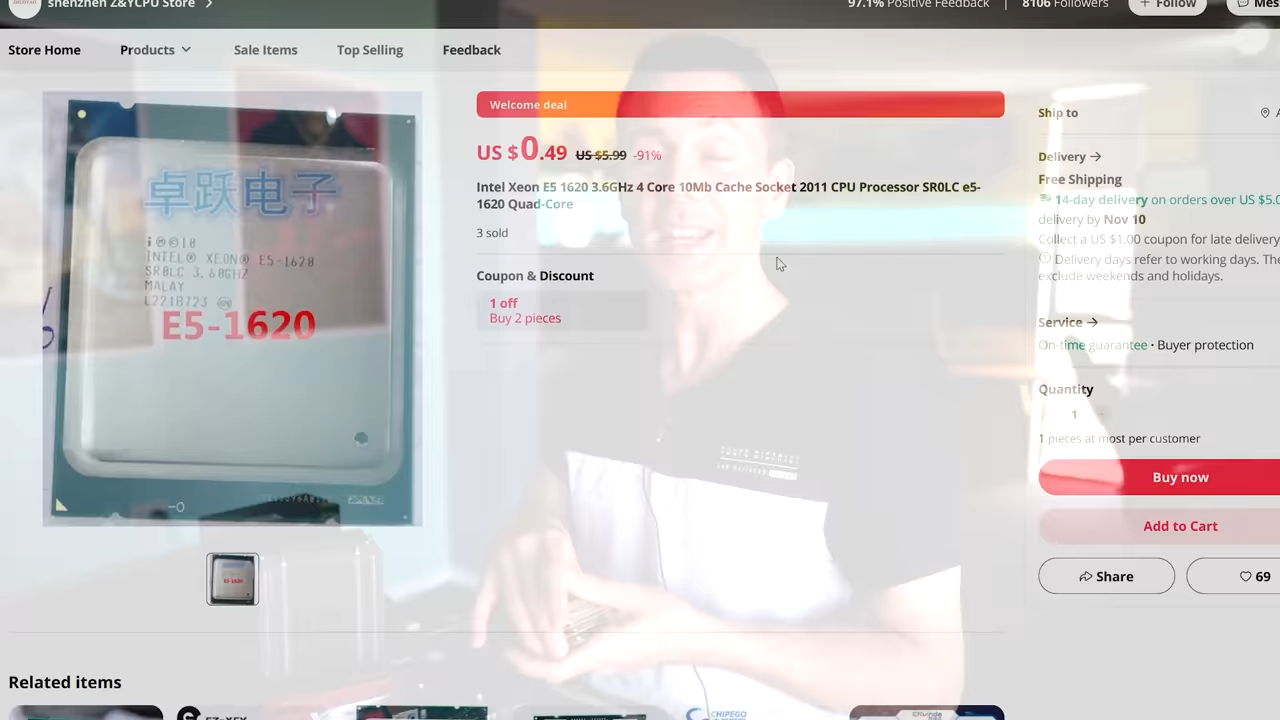 shenzhen Z&YCPU Store
97.1% Positive Feedback | 8106 Followers
+ Follow
Store Home
Products
Sale Items
Top Selling
Feedback
卓跃电子
INTEL® XEON® E5-1620
SR0LC 3.60GHZ
MALAY
L221B723
E5-1620
Welcome deal
US $0.49 US $5.99 -91%
Intel Xeon E5 1620 3.6GHz 4 Core 10Mb Cache Socket 2011 CPU Processor SR0LC e5-
1620 Quad-Core
3 sold
Coupon & Discount
1 off
Buy 2 pieces
Ship to
Delivery
Free Shipping
14-day delivery on orders over US $5.0
delivery by Nov 10
Collect a US $1.00 coupon for late delivery
Delivery days refer to working days. The
exclude weekends and holidays.
Service
On-time guarantee · Buyer protection
Quantity
1
1 pieces at most per customer
Buy now
Add to Cart
Share
69
Related items
CHIPEGO